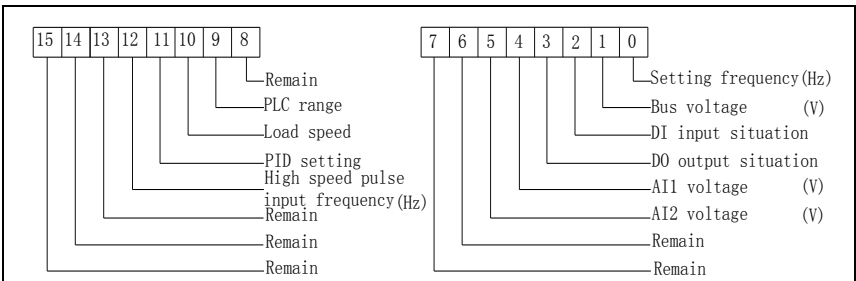 15 14 13 12 11 10 9 8
Remain
PLC range
Load speed
PID setting
High speed pulse
input frequency(Hz)
Remain
Remain
Remain
7 6 5 4 3 2 1 0
Setting frequency(Hz)
Bus voltage (V)
DI input situation
DO output situation
AI1 voltage (V)
AI2 voltage (V)
Remain
Remain